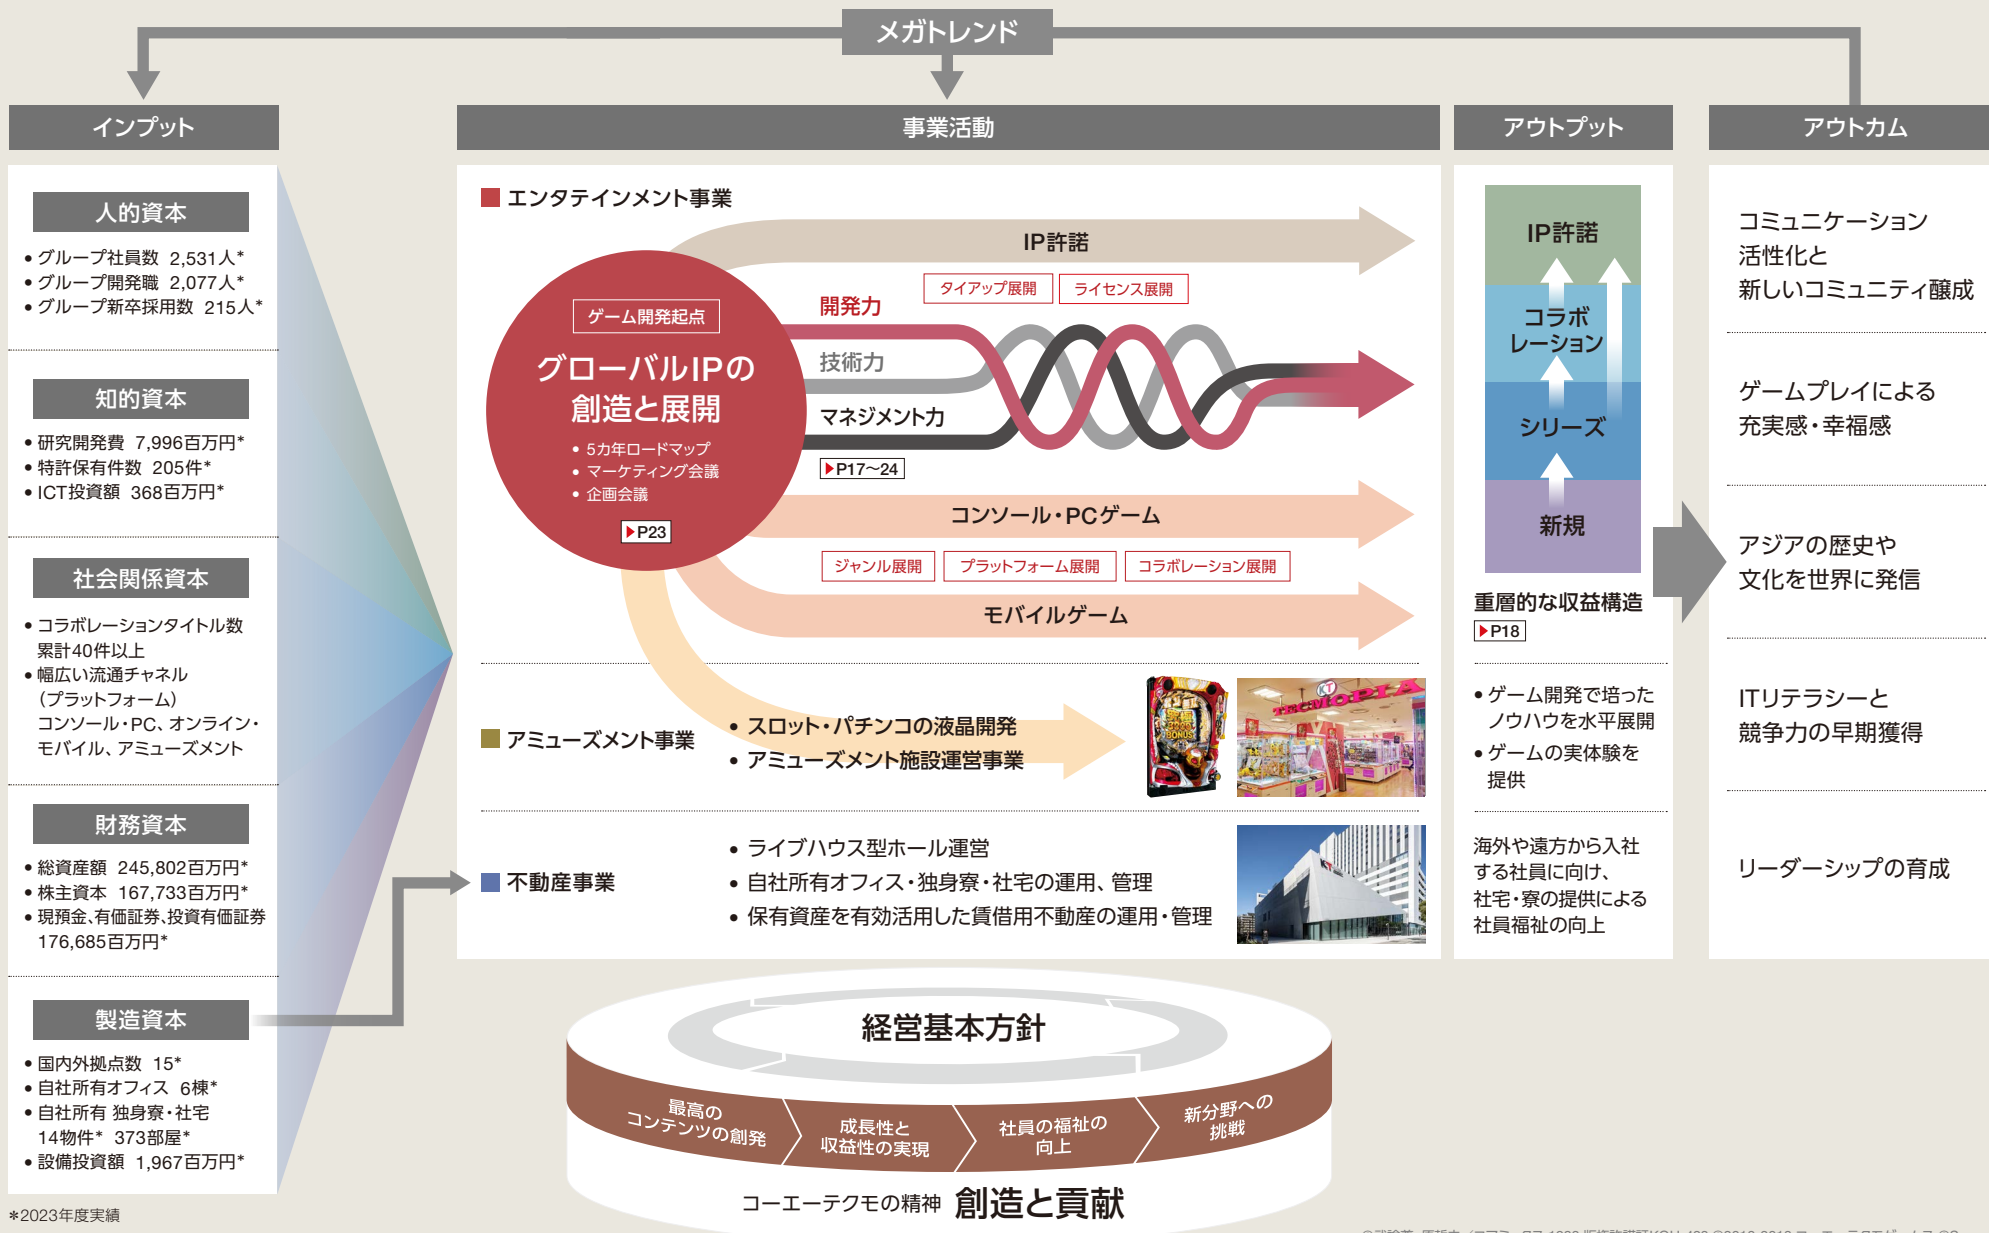 メガトレンド
インプット
人的資本
• グループ社員数 2,531人*
• グループ開発職 2,077人*
• グループ新卒採用数 215人*
知的資本
• 研究開発費 7,996百万円*
• 特許保有件数 205件*
• ICT投資額 368百万円*
社会関係資本
• コラボレーションタイトル数
累計40件以上
• 幅広い流通チャネル
（プラットフォーム）
コンソール・PC、オンライン・
モバイル、アミューズメント
財務資本
• 総資産額 245,802百万円*
• 株主資本 167,733百万円*
• 現預金、有価証券、投資有価証券
176,685百万円*
製造資本
• 国内外拠点数 15*
• 自社所有オフィス 6棟*
• 自社所有 独身寮・社宅
14物件* 373部屋*
• 設備投資額 1,967百万円*
*2023年度実績
事業活動
エンタテインメント事業
ゲーム開発起点
グローバルIPの
創造と展開
• 5カ年ロードマップ
• マーケティング会議
• 企画会議
▶P23
IP許諾
タイアップ展開
ライセンス展開
開発力
技術力
マネジメント力
▶P17〜24
コンソール・PCゲーム
ジャンル展開
プラットフォーム展開
コラボレーション展開
モバイルゲーム
アミューズメント事業
• スロット・パチンコの液晶開発
• アミューズメント施設運営事業
BONUS
KT
TECMOPIA
不動産事業
• ライブハウス型ホール運営
• 自社所有オフィス・独身寮・社宅の運用、管理
• 保有資産を有効活用した賃借用不動産の運用・管理
KT
アウトプット
IP許諾
コラボ
レーション
シリーズ
新規
重層的な収益構造
▶P18
• ゲーム開発で培った
ノウハウを水平展開
• ゲームの実体験を
提供
海外や遠方から入社
する社員に向け、
社宅・寮の提供による
社員福祉の向上
アウトカム
コミュニケーション
活性化と
新しいコミュニティ醸成
ゲームプレイによる
充実感・幸福感
アジアの歴史や
文化を世界に発信
ITリテラシーと
競争力の早期獲得
リーダーシップの育成
経営基本方針
最高の
コンテンツの創発
成長性と
収益性の実現
社員の福祉の
向上
新分野への
挑戦
コーエーテクモの精神 創造と貢献